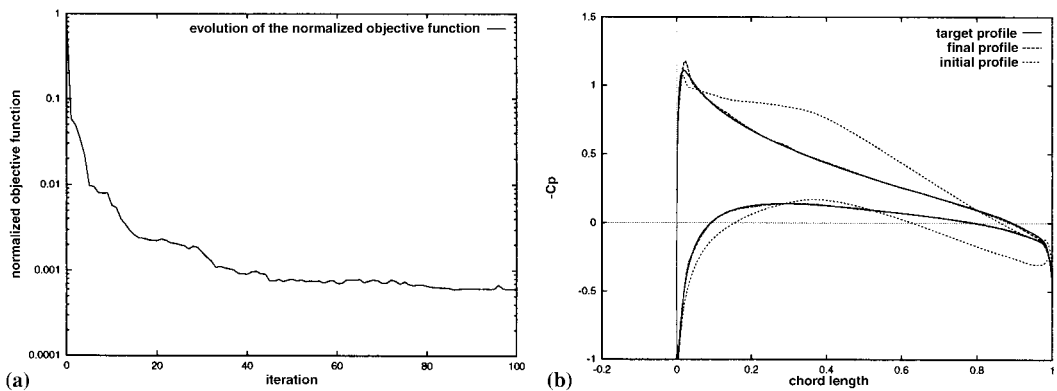 1
0.1
0.01
0.001
0.0001
normalized objective function
evolution of the normalized objective function
0
20
40
60
80
100
iteration
(a)
1.5
1
0.5
0
-0.5
-1
-Cp
target profile
final profile
initial profile
-0.2
0
0.2
0.4
0.6
0.8
1
chord length
(b)